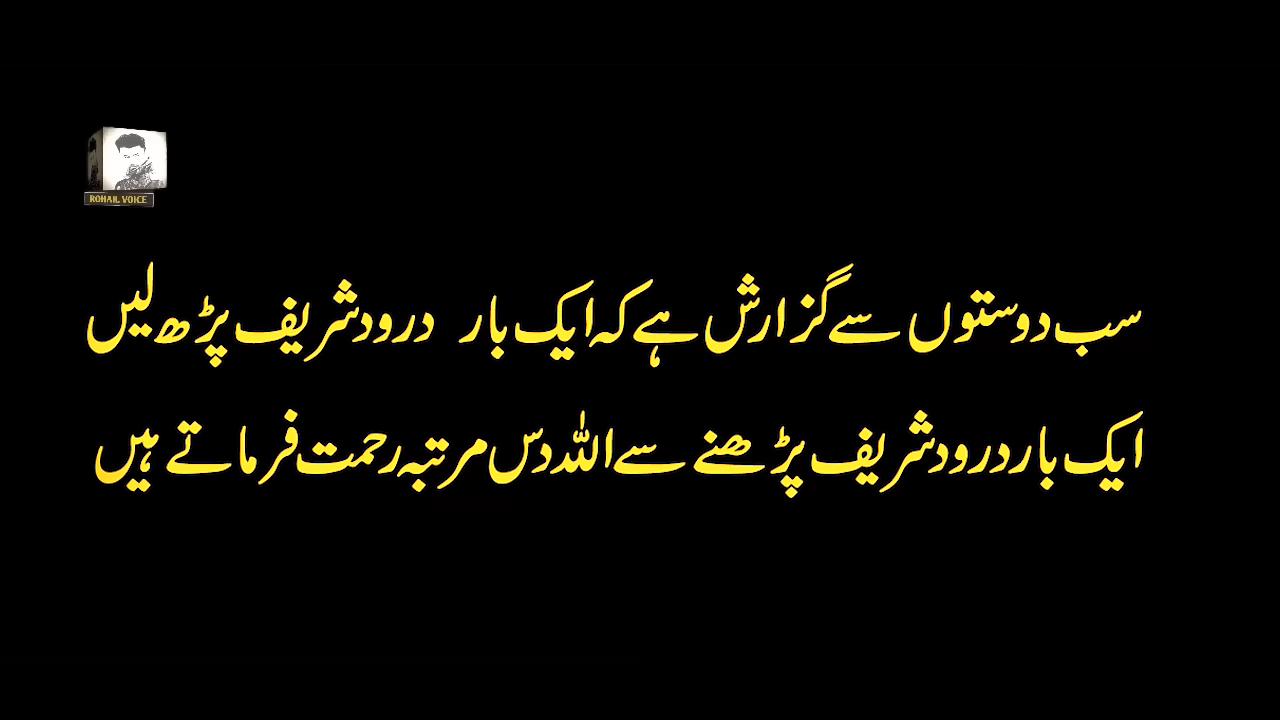 ROHAIL VOICE
سب دوستوں سے گزارش ہے کہ ایک بار درود شریف پڑھ لیں
ایک بار درود شریف پڑھنے سے اللہ دس مرتبہ رحمت فرماتے ہیں